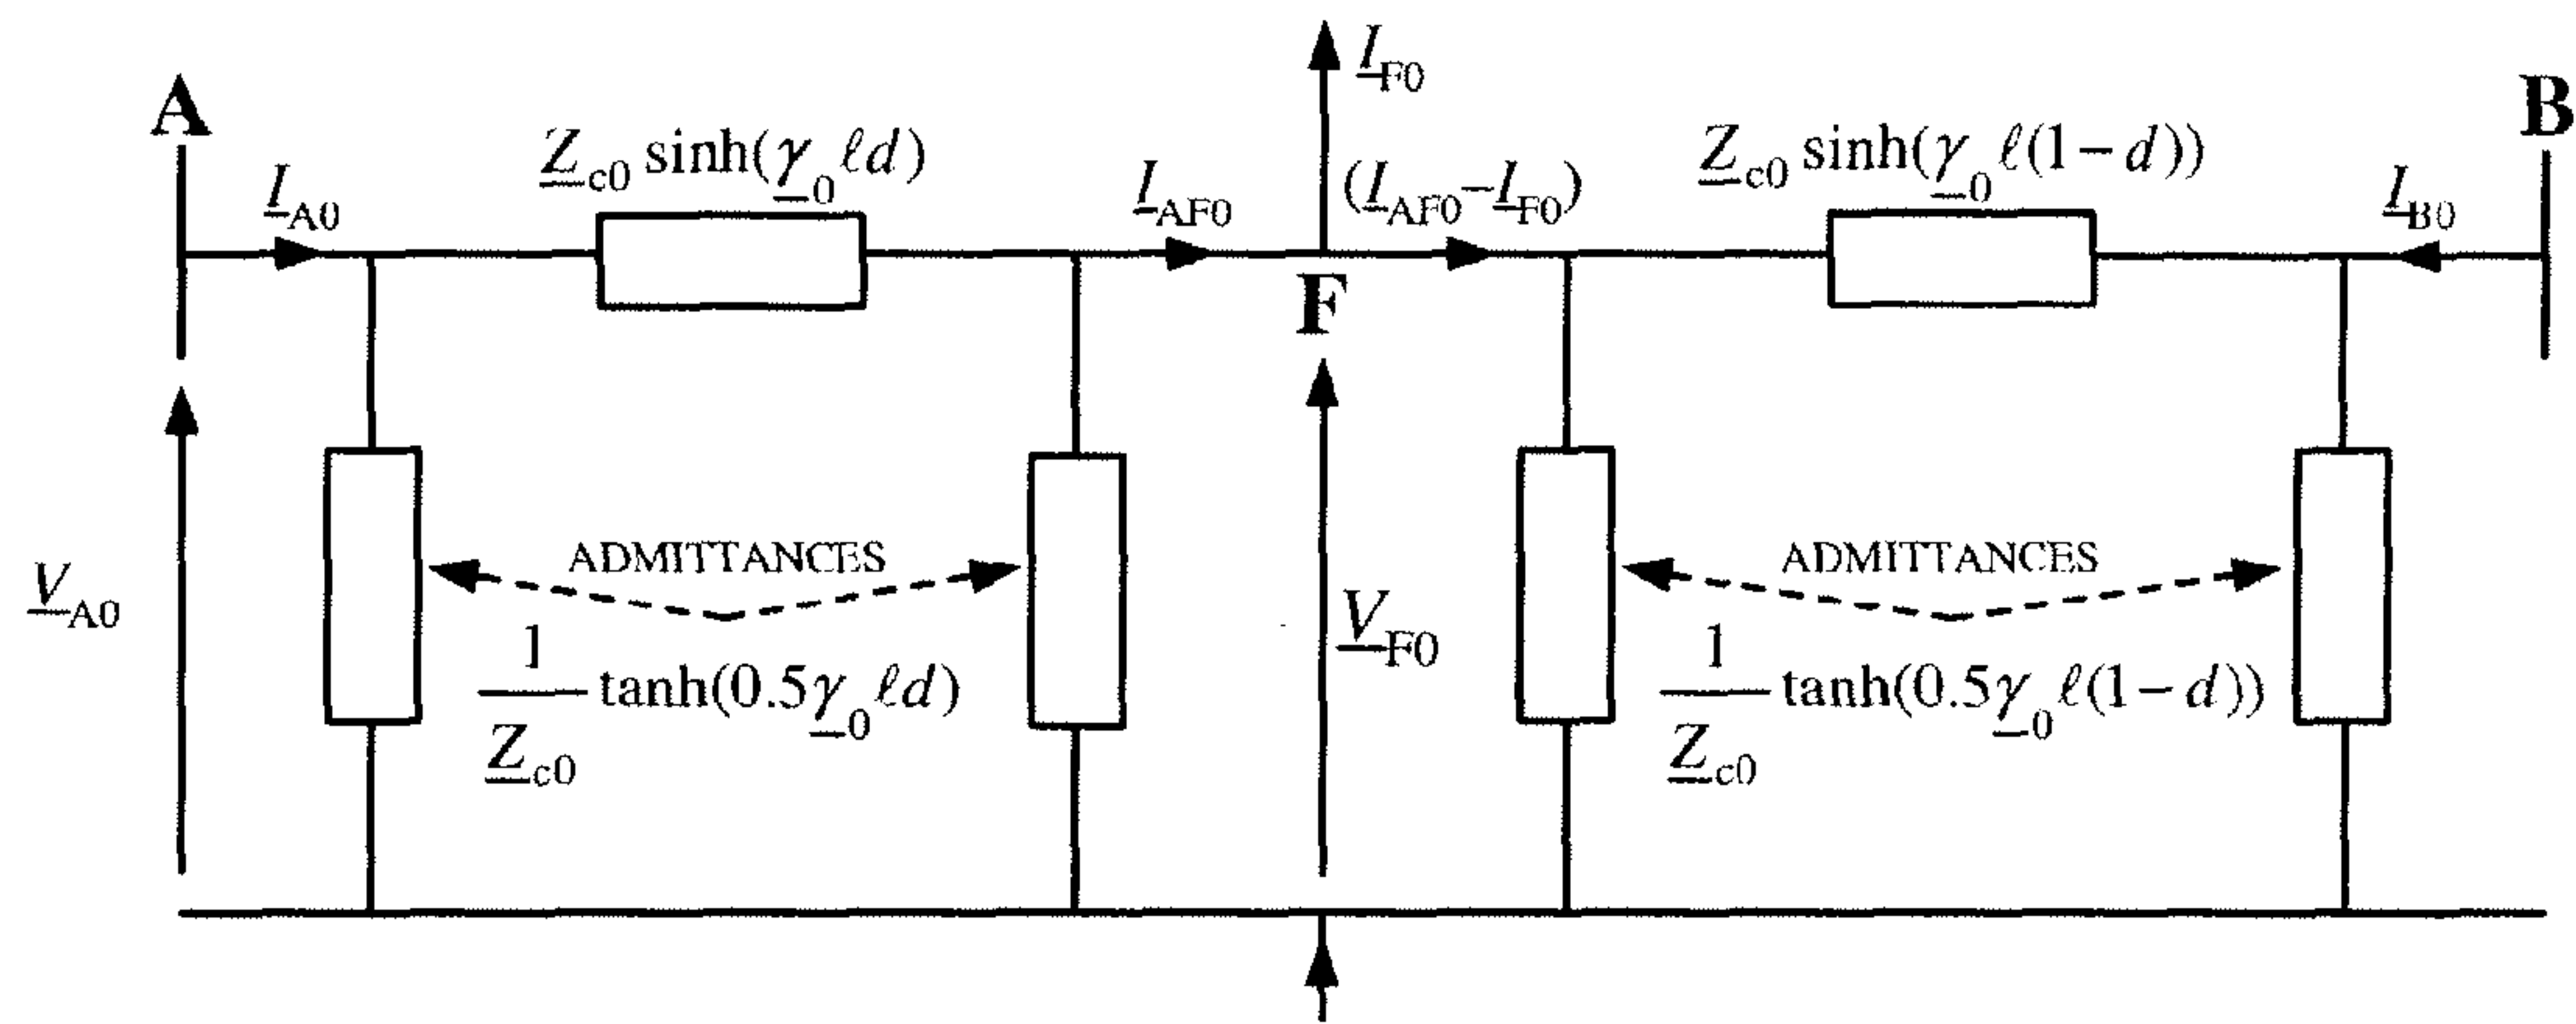 A
B
I_F0
Z_c0 sinh(γ_0 ℓd)
Z_c0 sinh(γ_0 ℓ(1−d))
I_A0
I_AF0
(I_AF0−I_F0)
I_B0
F
ADMITTANCES
ADMITTANCES
V_A0
1/Z_c0 tanh(0.5γ_0 ℓd)
V_F0
1/Z_c0 tanh(0.5γ_0 ℓ(1−d))